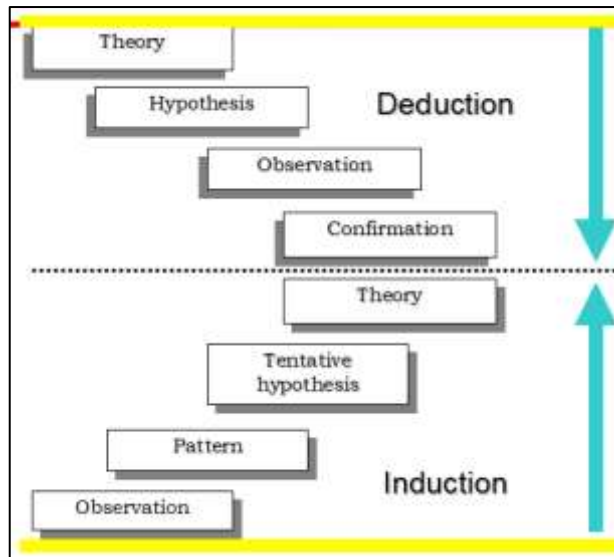 Theory
Hypothesis
Deduction
Observation
Confirmation
Theory
Tentative
hypothesis
Pattern
Induction
Observation